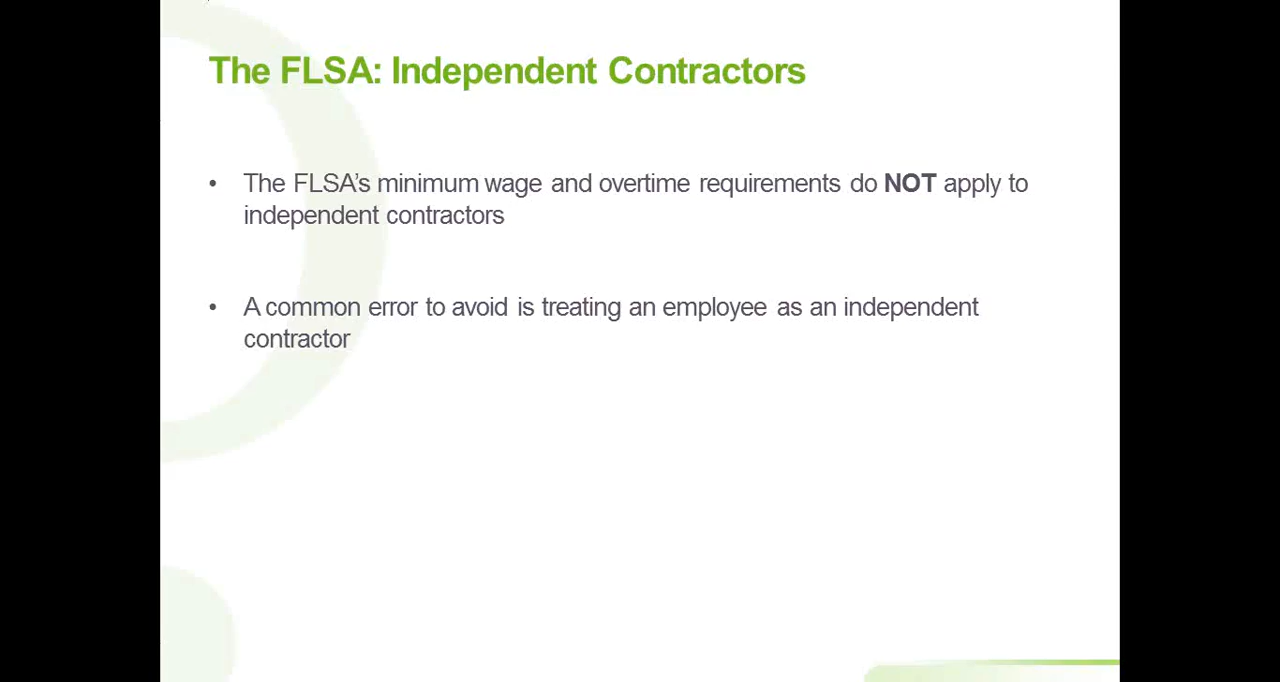 The FLSA: Independent Contractors
• The FLSA’s minimum wage and overtime requirements do NOT apply to
independent contractors
• A common error to avoid is treating an employee as an independent
contractor